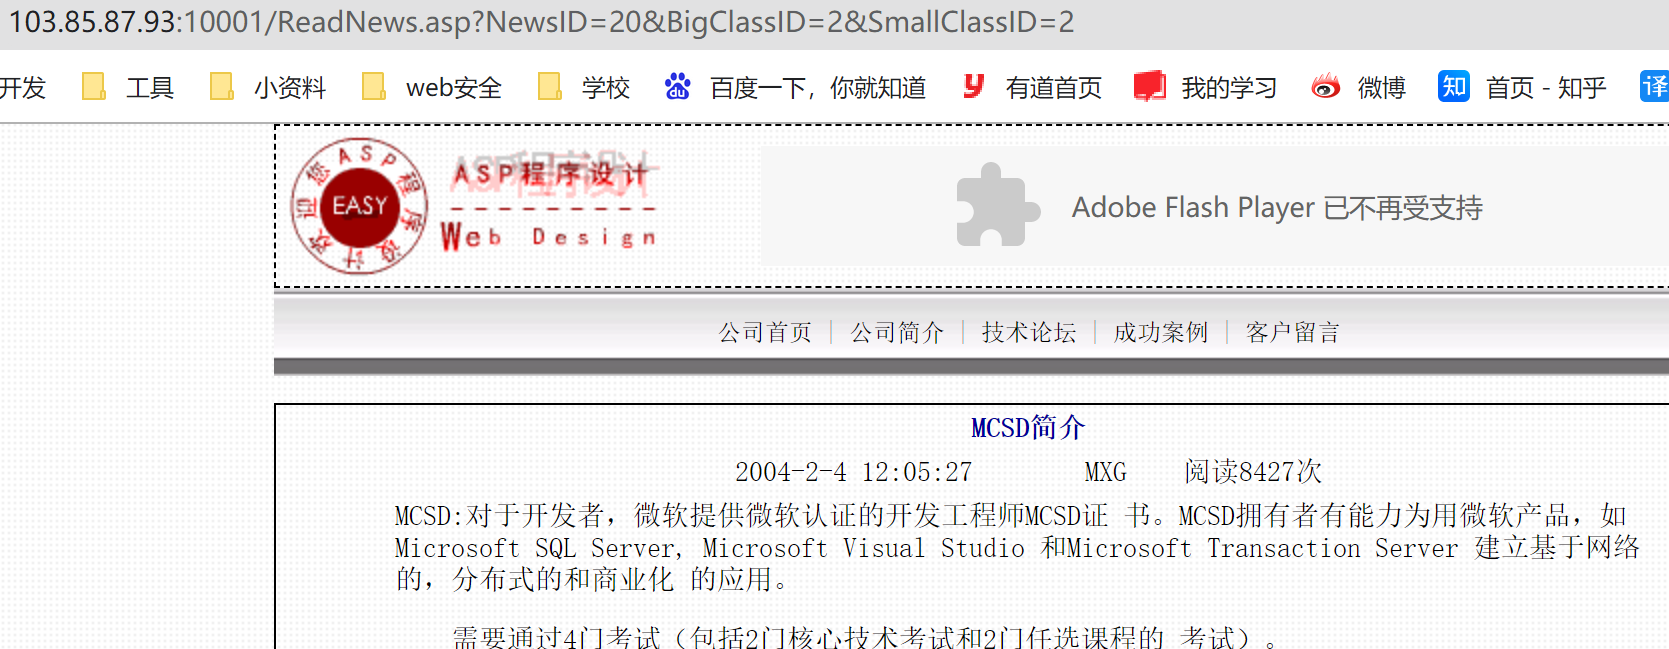 103.85.87.93:10001/ReadNews.asp?NewsID=20&BigClassID=2&SmallClassID=2
开发 工具 小资料 web安全 学校 百度一下，你就知道 有道首页 我的学习 微博 知 首页 - 知乎 译
欢迎您 ASP程序设计
EASY
ASP程序设计
Web Design
Adobe Flash Player 已不再受支持
公司首页 | 公司简介 | 技术论坛 | 成功案例 | 客户留言
MCSD简介
2004-2-4 12:05:27 MXG 阅读8427次
MCSD:对于开发者，微软提供微软认证的开发工程师MCSD证 书。MCSD拥有者有能力为用微软产品，如
Microsoft SQL Server, Microsoft Visual Studio 和Microsoft Transaction Server 建立基于网络
的，分布式的和商业化 的应用。
需要通过4门考试（包括2门核心技术考试和2门任选课程的 考试）。